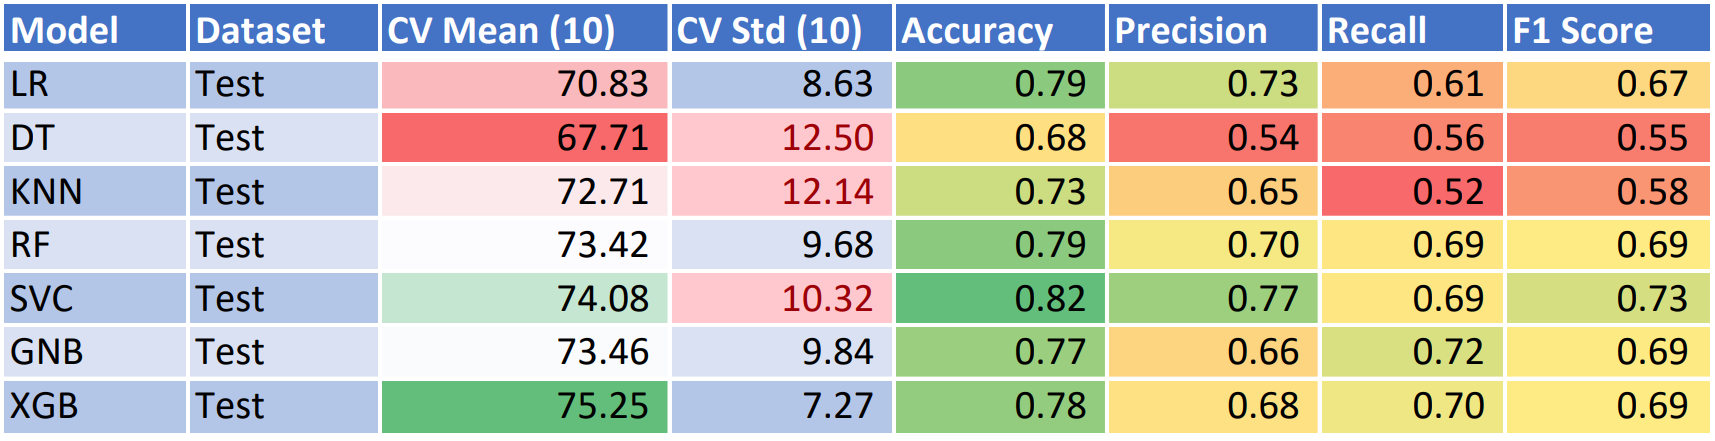 Model Dataset CV Mean (10) CV Std (10) Accuracy Precision Recall F1 Score
LR Test 70.83 8.63 0.79 0.73 0.61 0.67
DT Test 67.71 12.50 0.68 0.54 0.56 0.55
KNN Test 72.71 12.14 0.73 0.65 0.52 0.58
RF Test 73.42 9.68 0.79 0.70 0.69 0.69
SVC Test 74.08 10.32 0.82 0.77 0.69 0.73
GNB Test 73.46 9.84 0.77 0.66 0.72 0.69
XGB Test 75.25 7.27 0.78 0.68 0.70 0.69